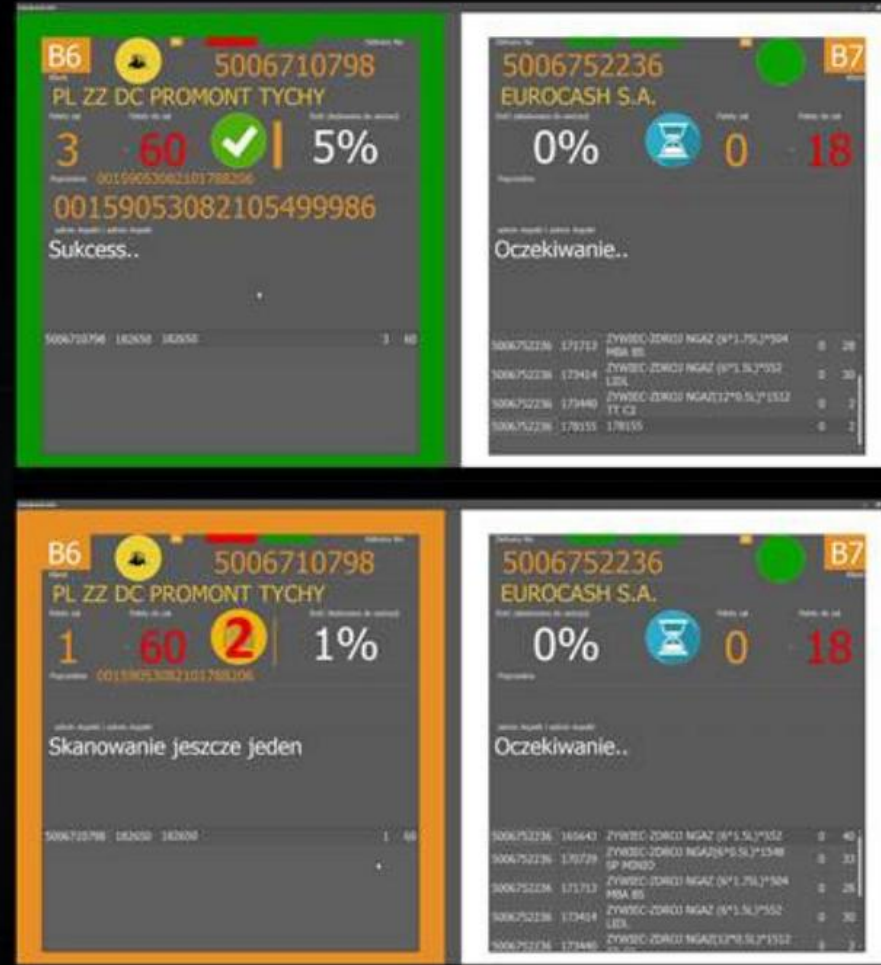 B6
5006710798
PL ZZ DC PROMONT TYCHY
3
60
5%
00159053082101788206
00159053082105499986
Sukcess..
5006710798 182650 182650 3 60
5006752236
B7
EUROCASH S.A.
0%
0
18
Oczekiwanie..
5006752236 171713 ZYWIEC-ZDROJ NGAZ (6*1.75L)*504 0 28
MBA BS
5006752236 173414 ZYWIEC-ZDROJ NGAZ (6*1.5L)*552 0 30
LIDL
5006752236 173440 ZYWIEC-ZDROJ NGAZ(12*0.5L)*1512 0 2
TT C2
5006752236 178155 178155 0 2
B6
5006710798
PL ZZ DC PROMONT TYCHY
1
60
2
1%
00159053082101788206
Skanowanie jeszcze jeden
5006710798 182650 182650 1 60
5006752236
B7
EUROCASH S.A.
0%
0
18
Oczekiwanie..
5006752236 165643 ZYWIEC-ZDROJ NGAZ (6*1.5L)*552 0 40
5006752236 170729 ZYWIEC-ZDROJ NGAZ(6*0.5L)*1548 0 33
5006752236 171713 ZYWIEC-ZDROJ NGAZ (6*1.75L)*504 0 28
MBA BS
5006752236 173414 ZYWIEC-ZDROJ NGAZ (6*1.5L)*552 0 30
LIDL
5006752236 173440 ZYWIEC-ZDROJ NGAZ(12*0.5L)*1512 0 2